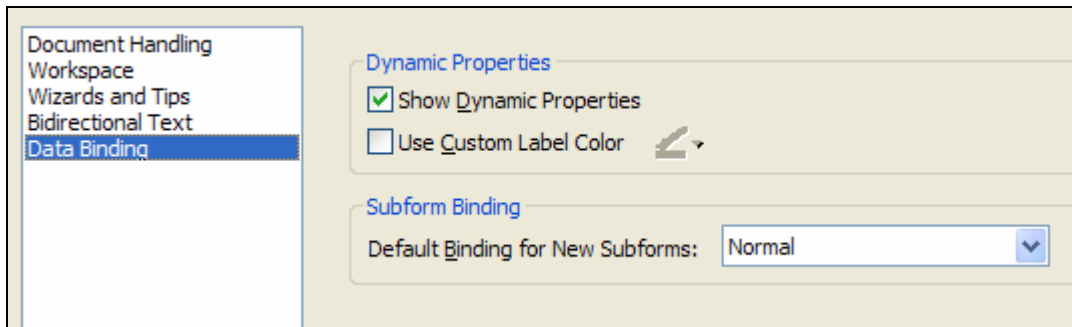 Document Handling
Workspace
Wizards and Tips
Bidirectional Text
Data Binding
Dynamic Properties
Show Dynamic Properties
Use Custom Label Color
Subform Binding
Default Binding for New Subforms: Normal